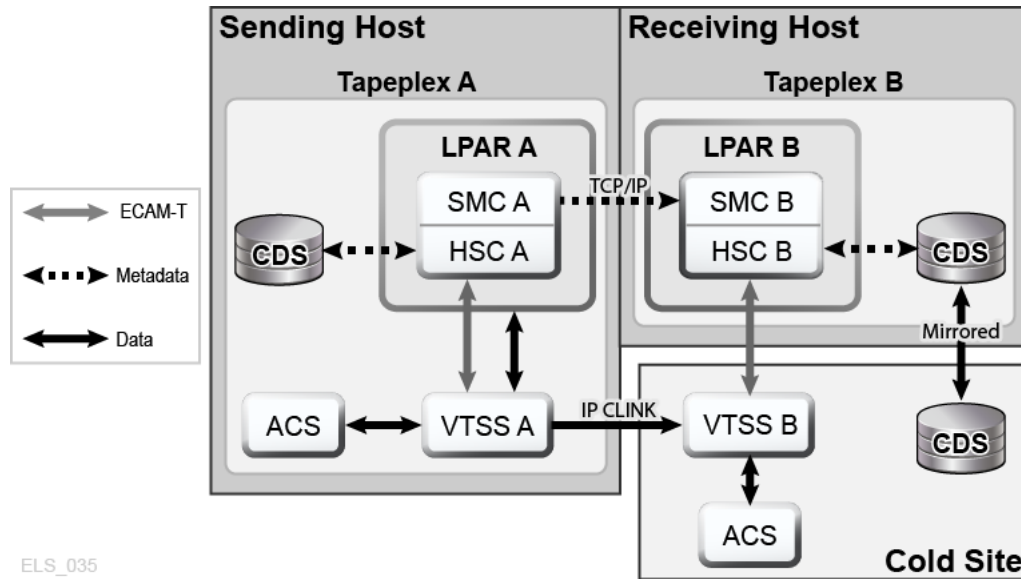 Sending Host
Receiving Host
Tapeplex A
Tapeplex B
LPAR A
LPAR B
ECAM-T
Metadata
Data
CDS
SMC A
HSC A
TCP/IP
SMC B
HSC B
CDS
Mirrored
ACS
VTSS A
IP CLINK
VTSS B
CDS
ACS
Cold Site
ELS_035